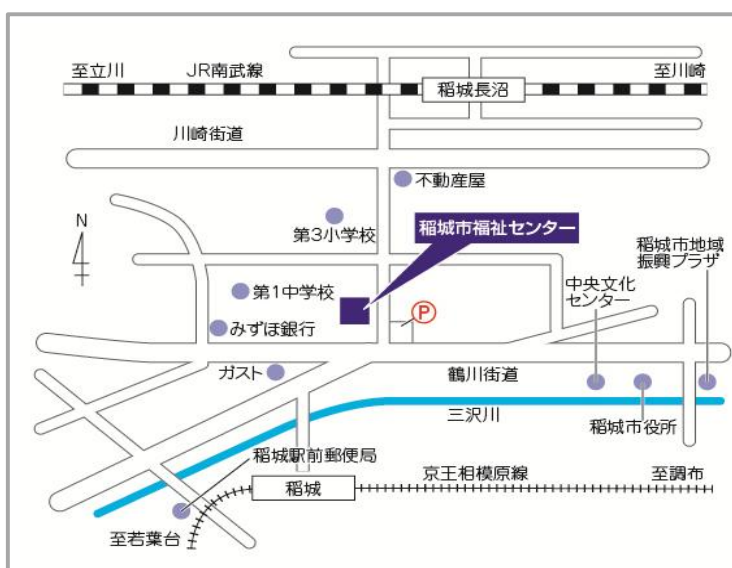 至立川
JR南武線
稲城長沼
至川崎
川崎街道
不動産屋
第3小学校
稲城市福祉センター
稲城市地域
振興プラザ
N
中央文化
センター
第1中学校
P
みずほ銀行
ガスト
鶴川街道
三沢川
稲城市役所
稲城駅前郵便局
稲城
京王相模原線
至調布
至若葉台